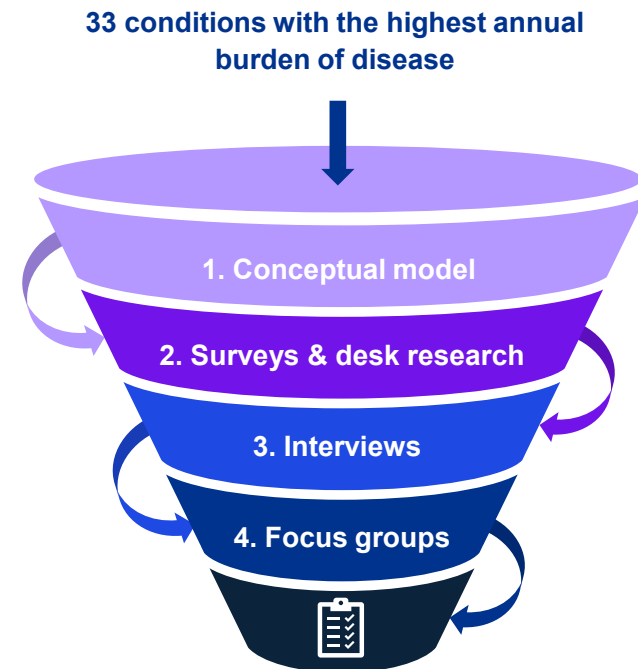 33 conditions with the highest annual
burden of disease
1. Conceptual model
2. Surveys & desk research
3. Interviews
4. Focus groups